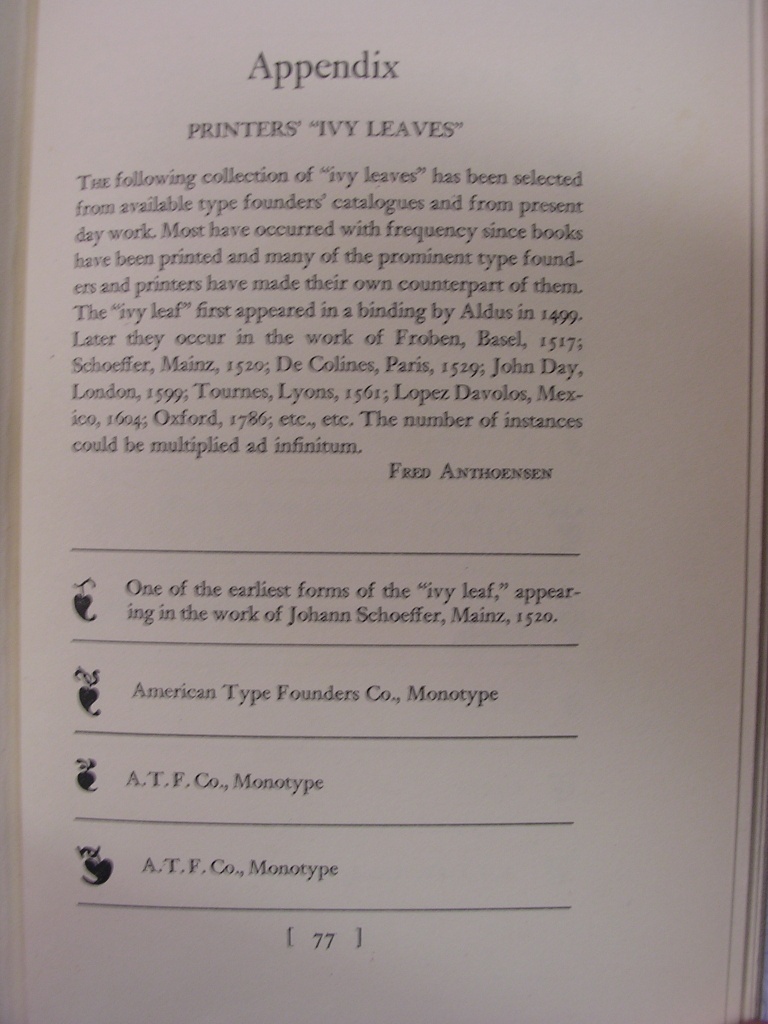 Appendix
PRINTERS' "IVY LEAVES"
THE following collection of "ivy leaves" has been selected
from available type founders' catalogues and from present
day work. Most have occurred with frequency since books
have been printed and many of the prominent type found-
ers and printers have made their own counterpart of them.
The "ivy leaf" first appeared in a binding by Aldus in 1499.
Later they occur in the work of Froben, Basel, 1517;
Schoeffer, Mainz, 1520; De Colines, Paris, 1529; John Day,
London, 1599; Tournes, Lyons, 1561; Lopez Davolos, Mex-
ico, 1604; Oxford, 1786; etc., etc. The number of instances
could be multiplied ad infinitum.
FRED ANTHOENSEN
One of the earliest forms of the "ivy leaf," appear-
ing in the work of Johann Schoeffer, Mainz, 1520.
American Type Founders Co., Monotype
A.T.F. Co., Monotype
A.T.F. Co., Monotype
[ 77 ]